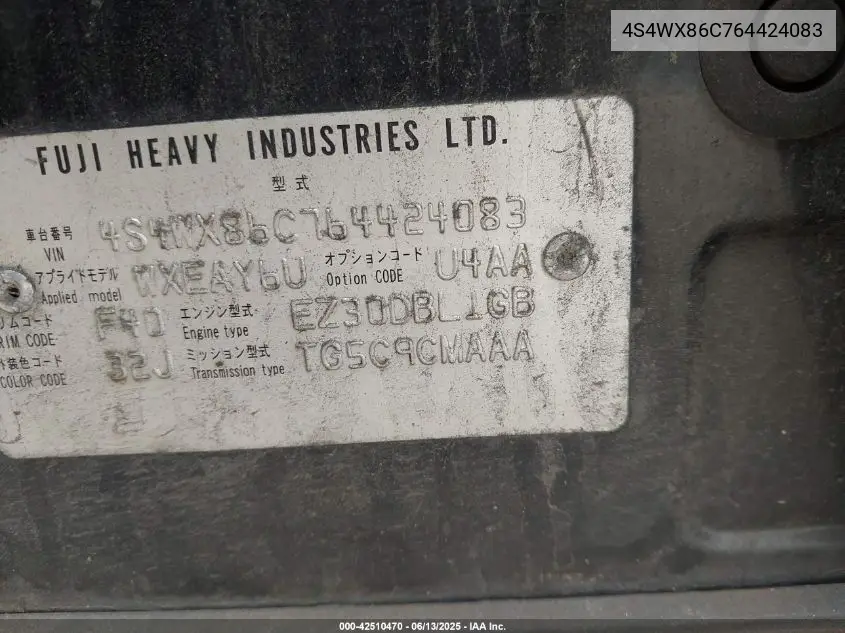 4S4WX86C764424083
FUJI HEAVY INDUSTRIES LTD.
型式
車台番号 4S4WX86C764424083
VIN
アプライドモデル WXEAY6U オプションコード U4AA
Applied model Option CODE
リムコード F40 エンジン型式 EZ30DBL1GB
RIM CODE Engine type
外装色コード 32J ミッション型式 TG5C9CMAAA
COLOR CODE Transmission type
000-42510470 - 06/13/2025 - IAA Inc.